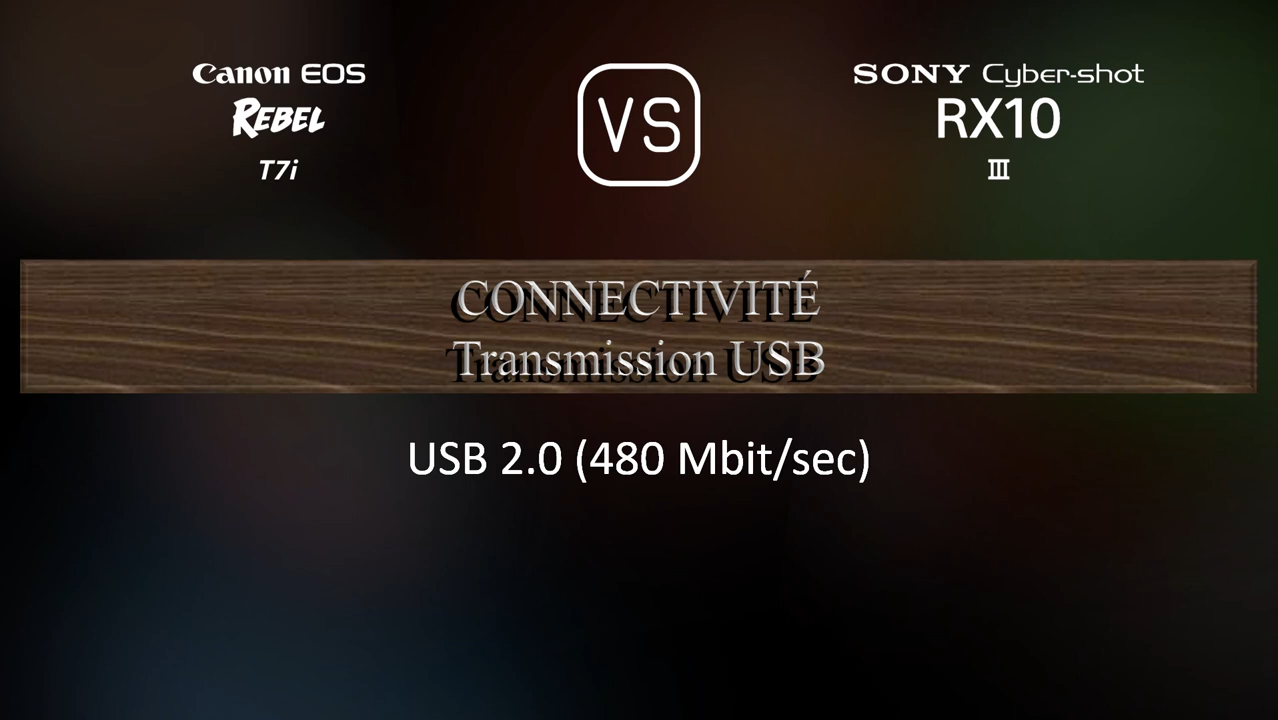 Canon EOS
REBEL
T7i
VS
SONY Cyber-shot
RX10
III
CONNECTIVITÉ
Transmission USB
USB 2.0 (480 Mbit/sec)